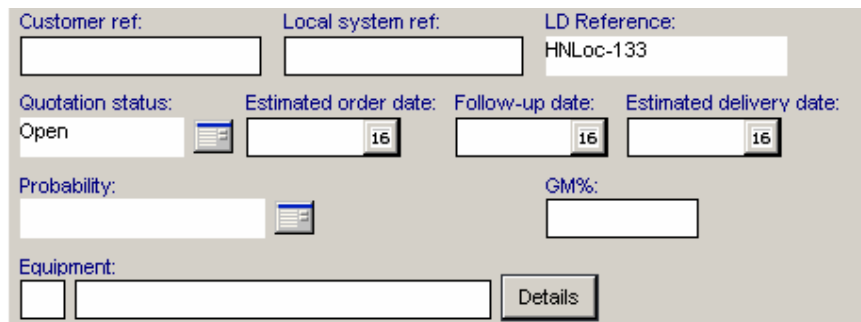 Customer ref: Local system ref: LD Reference:
HNLoc-133
Quotation status: Estimated order date: Follow-up date: Estimated delivery date:
Open 16 16 16
Probability: GM%:
Equipment:
Details